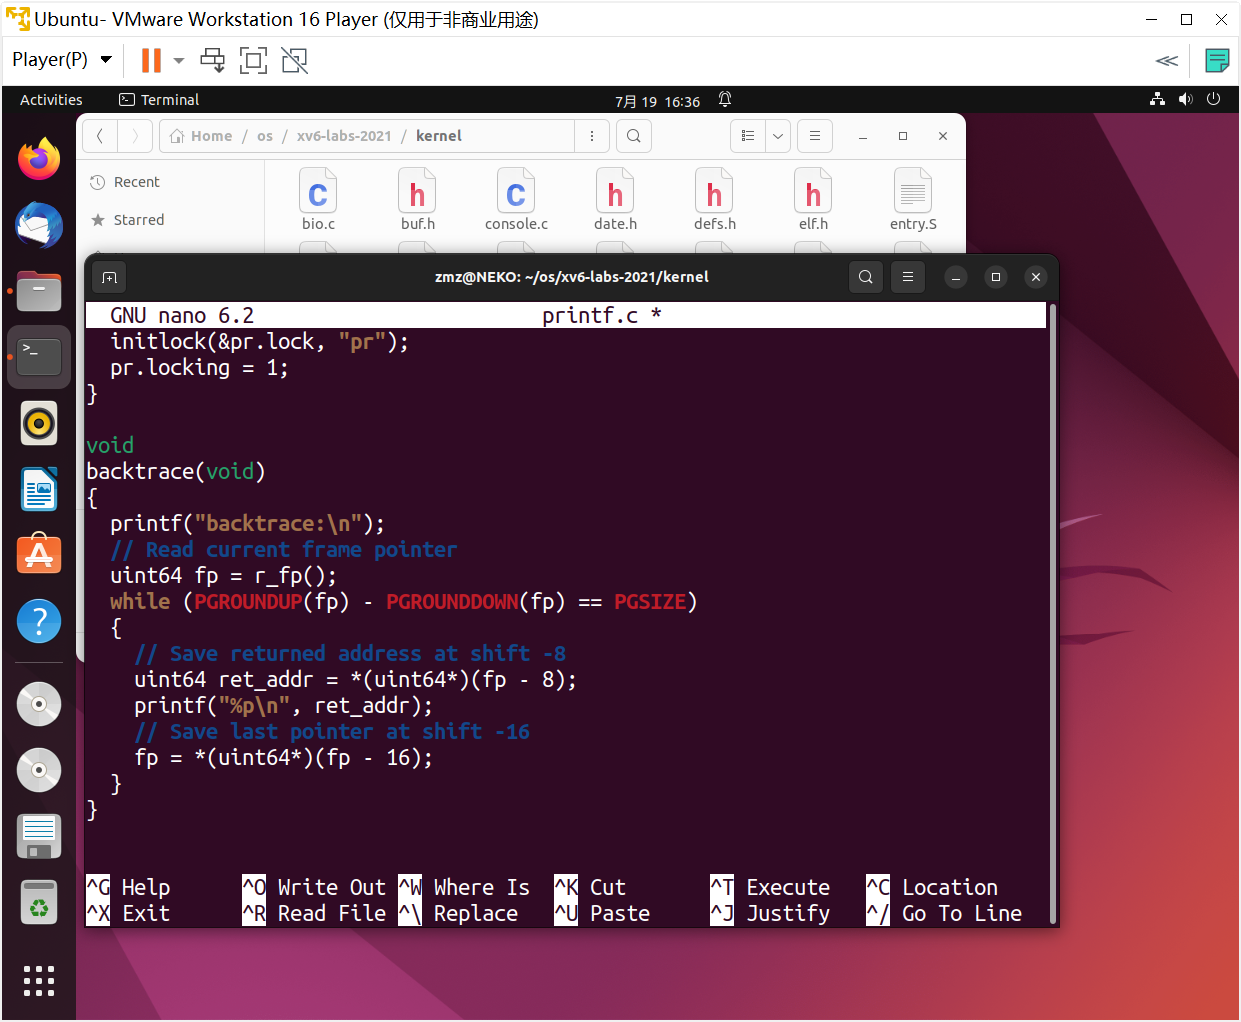 Ubuntu- VMware Workstation 16 Player (仅用于非商业用途)
Player(P)
Activities
Terminal
7月 19 16:36
Home / os / xv6-labs-2021 / kernel
Recent
Starred
bio.c
buf.h
console.c
date.h
defs.h
elf.h
entry.S
zmz@NEKO: ~/os/xv6-labs-2021/kernel
GNU nano 6.2 printf.c *
initlock(&pr.lock, "pr");
pr.locking = 1;
}
void
backtrace(void)
{
printf("backtrace:\n");
// Read current frame pointer
uint64 fp = r_fp();
while (PGROUNDUP(fp) - PGROUNDDOWN(fp) == PGSIZE)
{
// Save returned address at shift -8
uint64 ret_addr = *(uint64*)(fp - 8);
printf("%p\n", ret_addr);
// Save last pointer at shift -16
fp = *(uint64*)(fp - 16);
}
}
^G Help ^O Write Out ^W Where Is ^K Cut ^T Execute ^C Location
^X Exit ^R Read File ^\ Replace ^U Paste ^J Justify ^/ Go To Line